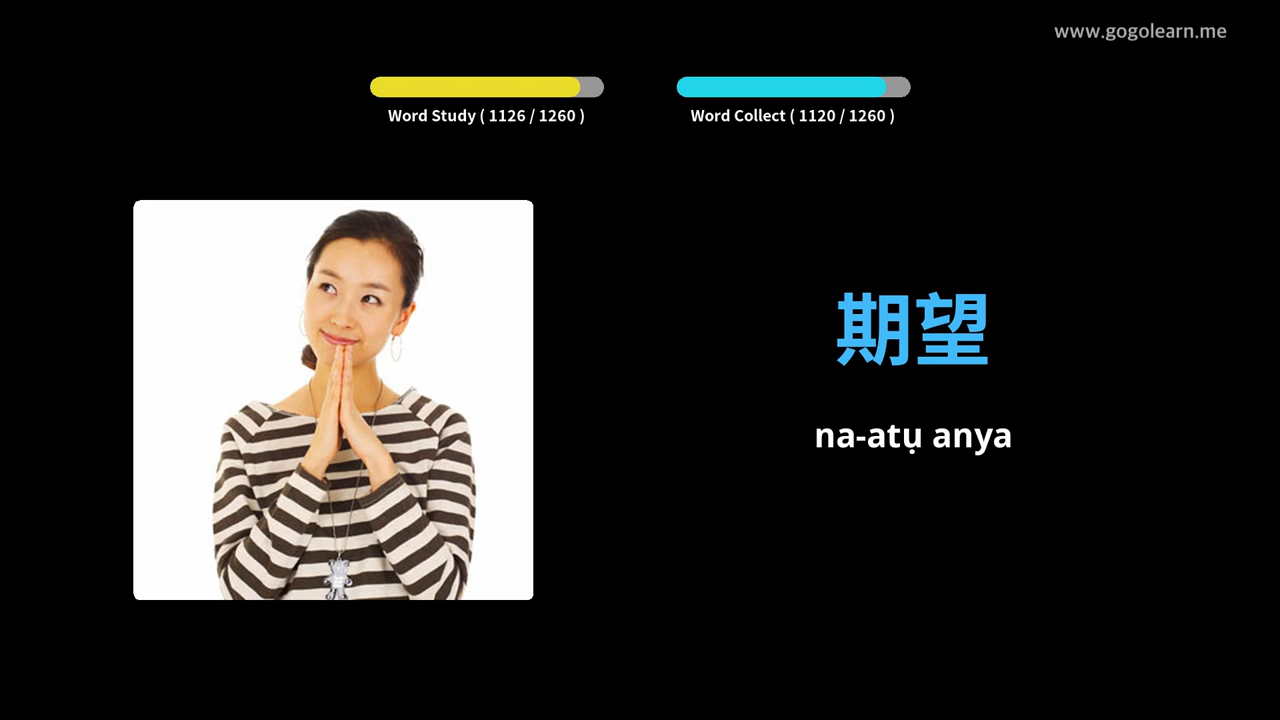 www.gogolearn.me
Word Study ( 1126 / 1260 )
Word Collect ( 1120 / 1260 )
期望
na-atụ anya